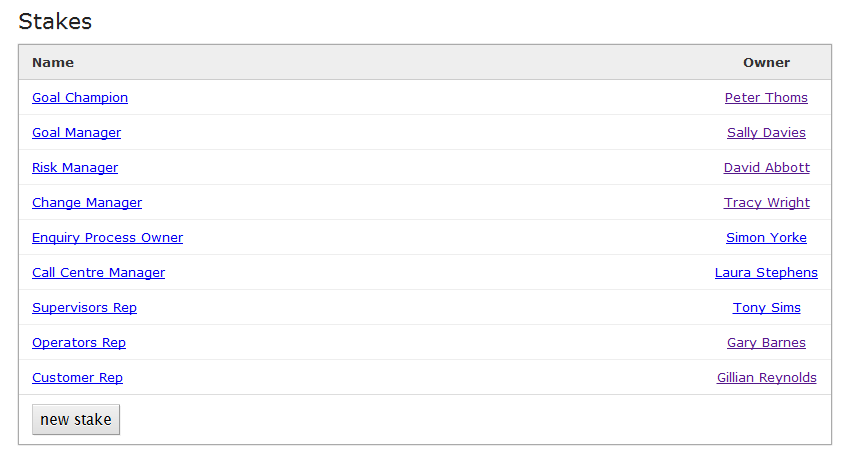 Stakes
Name Owner
Goal Champion Peter Thoms
Goal Manager Sally Davies
Risk Manager David Abbott
Change Manager Tracy Wright
Enquiry Process Owner Simon Yorke
Call Centre Manager Laura Stephens
Supervisors Rep Tony Sims
Operators Rep Gary Barnes
Customer Rep Gillian Reynolds
new stake